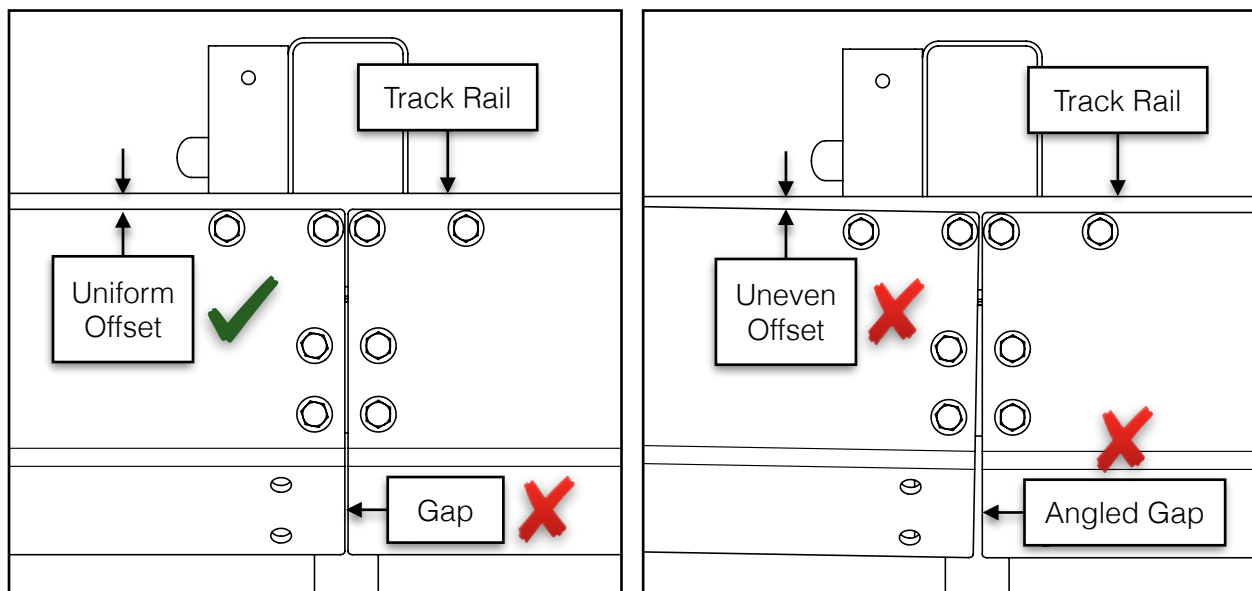 Track Rail
Uniform
Offset
Gap
Track Rail
Uneven
Offset
Angled Gap